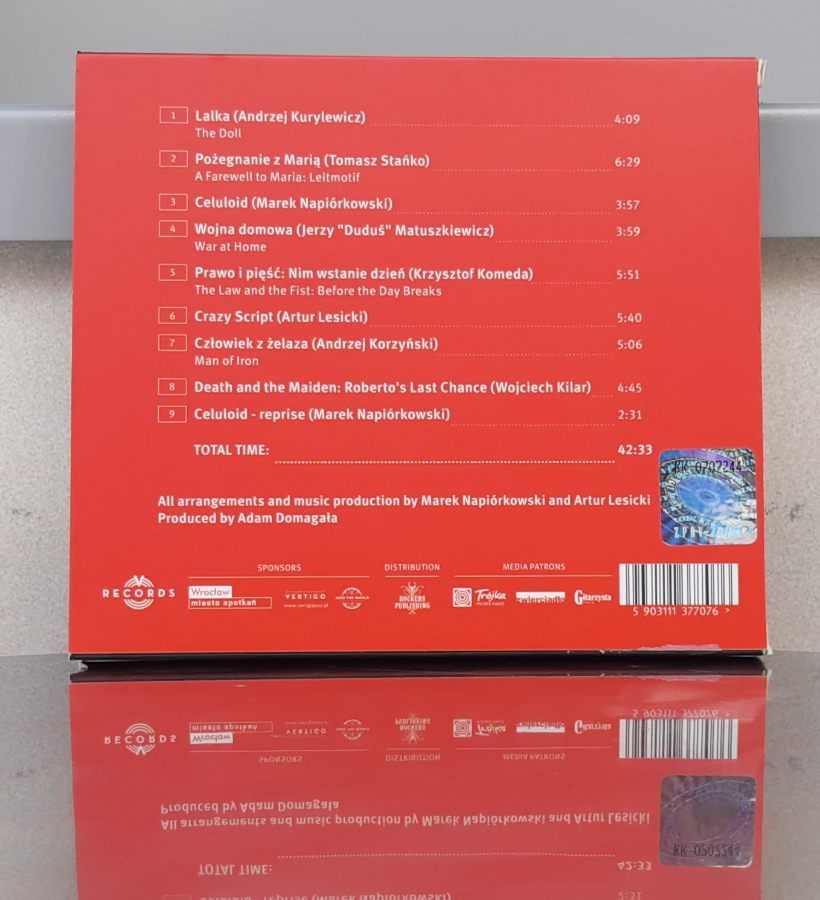 1 Lalka (Andrzej Kurylewicz) 4:09
The Doll
2 Pożegnanie z Marią (Tomasz Stańko) 6:29
A Farewell to Maria: Leitmotif
3 Celuloid (Marek Napiórkowski) 3:57
4 Wojna domowa (Jerzy "Duduś" Matuszkiewicz) 3:59
War at Home
5 Prawo i pięść: Nim wstanie dzień (Krzysztof Komeda) 5:51
The Law and the Fist: Before the Day Breaks
6 Crazy Script (Artur Lesicki) 5:40
7 Człowiek z żelaza (Andrzej Korzyński) 5:06
Man of Iron
8 Death and the Maiden: Roberto's Last Chance (Wojciech Kilar) 4:45
9 Celuloid - reprise (Marek Napiórkowski) 2:31
TOTAL TIME: 42:33
KK-0702244
All arrangements and music production by Marek Napiórkowski and Artur Lesicki
Produced by Adam Domagała
SPONSORS DISTRIBUTION MEDIA PATRONS
RECORDS
Wrocław
miasto spotkań
VERTIGO
ROCKERS
PUBLISHING
Trójka
POLSKIE RADIO
zwierciadło
Gitarzysta
5 903111 377076 >